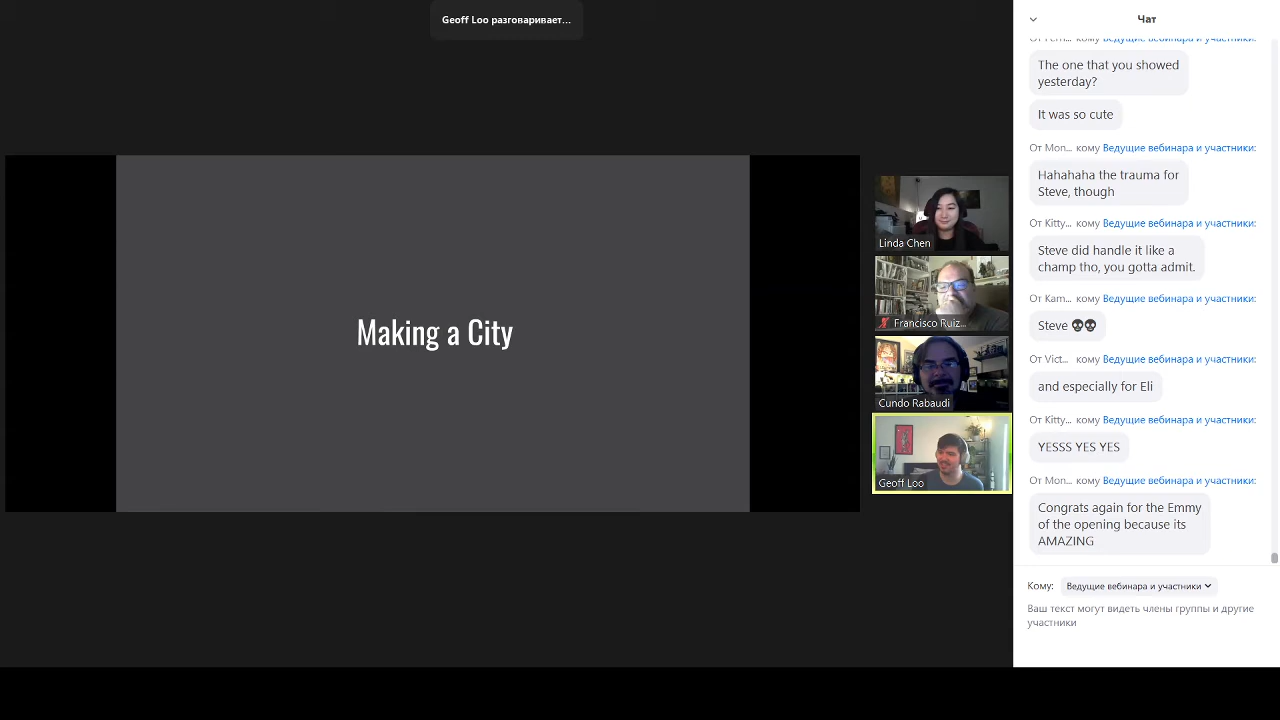 Geoff Loo разговаривает...
Making a City
Linda Chen
Francisco Ruiz...
Cundo Rabaudi
Geoff Loo
Чат
кому Ведущие вебинара и участники:
The one that you showed
yesterday?
It was so cute
От Mon... кому Ведущие вебинара и участники:
Hahahaha the trauma for
Steve, though
От Kitty... кому Ведущие вебинара и участники:
Steve did handle it like a
champ tho, you gotta admit.
От Kam... кому Ведущие вебинара и участники:
Steve 💀💀
От Vict... кому Ведущие вебинара и участники:
and especially for Eli
От Kitty... кому Ведущие вебинара и участники:
YESSS YES YES
От Mon... кому Ведущие вебинара и участники:
Congrats again for the Emmy
of the opening because its
AMAZING
Кому: Ведущие вебинара и участники
Ваш текст могут видеть члены группы и другие
участники